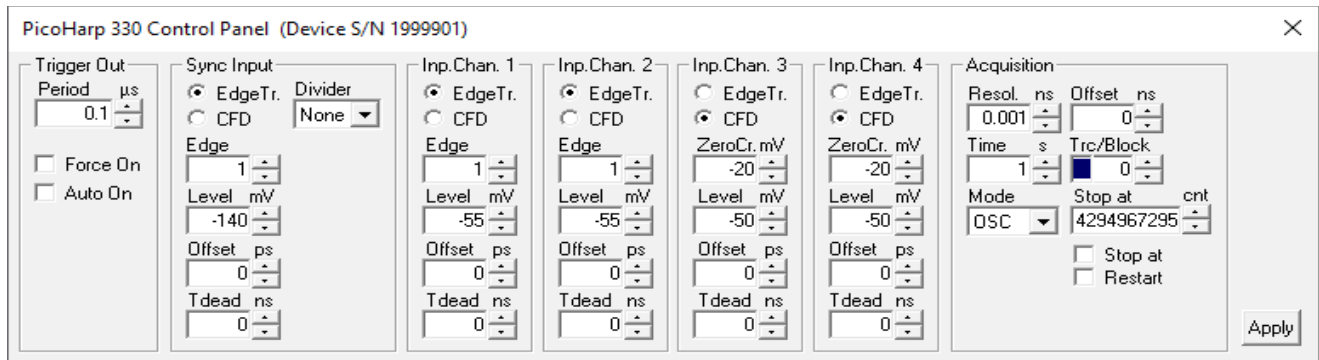 PicoHarp 330 Control Panel (Device S/N 1999901)
Trigger Out
Period µs
0.1
Force On
Auto On
Sync Input
EdgeTr.
CFD
Divider
None
Edge
1
Level mV
-140
Offset ps
0
Tdead ns
0
Inp.Chan. 1
EdgeTr.
CFD
Edge
1
Level mV
-55
Offset ps
0
Tdead ns
0
Inp.Chan. 2
EdgeTr.
CFD
Edge
1
Level mV
-55
Offset ps
0
Tdead ns
0
Inp.Chan. 3
EdgeTr.
CFD
ZeroCr. mV
-20
Level mV
-50
Offset ps
0
Tdead ns
0
Inp.Chan. 4
EdgeTr.
CFD
ZeroCr. mV
-20
Level mV
-50
Offset ps
0
Tdead ns
0
Acquisition
Resol. ns
0.001
Offset ns
0
Time s
1
Trc/Block
0
Mode
OSC
Stop at cnt
4294967295
Stop at
Restart
Apply